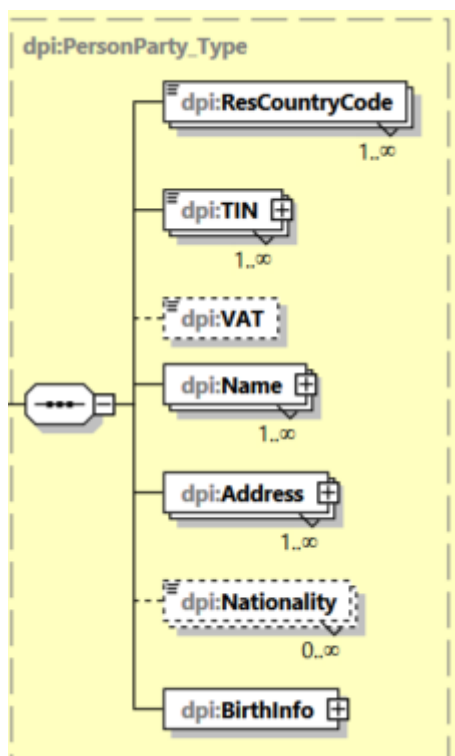 dpi:PersonParty_Type
dpi:ResCountryCode
1..∞
dpi:TIN
1..∞
dpi:VAT
dpi:Name
1..∞
dpi:Address
1..∞
dpi:Nationality
0..∞
dpi:BirthInfo